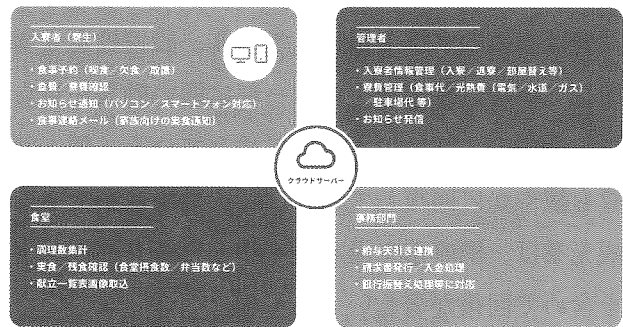 入寮者（寮生）
・食事予約（喫食／欠食／取置）
・食費／寮費確認
・お知らせ通知（パソコン／スマートフォン対応）
・食事連絡メール（家族向けの実食通知）
管理者
・入寮者情報管理（入寮／退寮／部屋替え等）
・寮費管理（食事代／光熱費（電気／水道／ガス）
／駐車場代 等）
・お知らせ発信
クラウドサーバー
食堂
・調理数集計
・実食／残食確認（食堂摂食数／弁当数など）
・献立一覧表画像取込
事務部門
・給与天引き連携
・請求書発行／入金処理
・銀行振替え処理等に対応